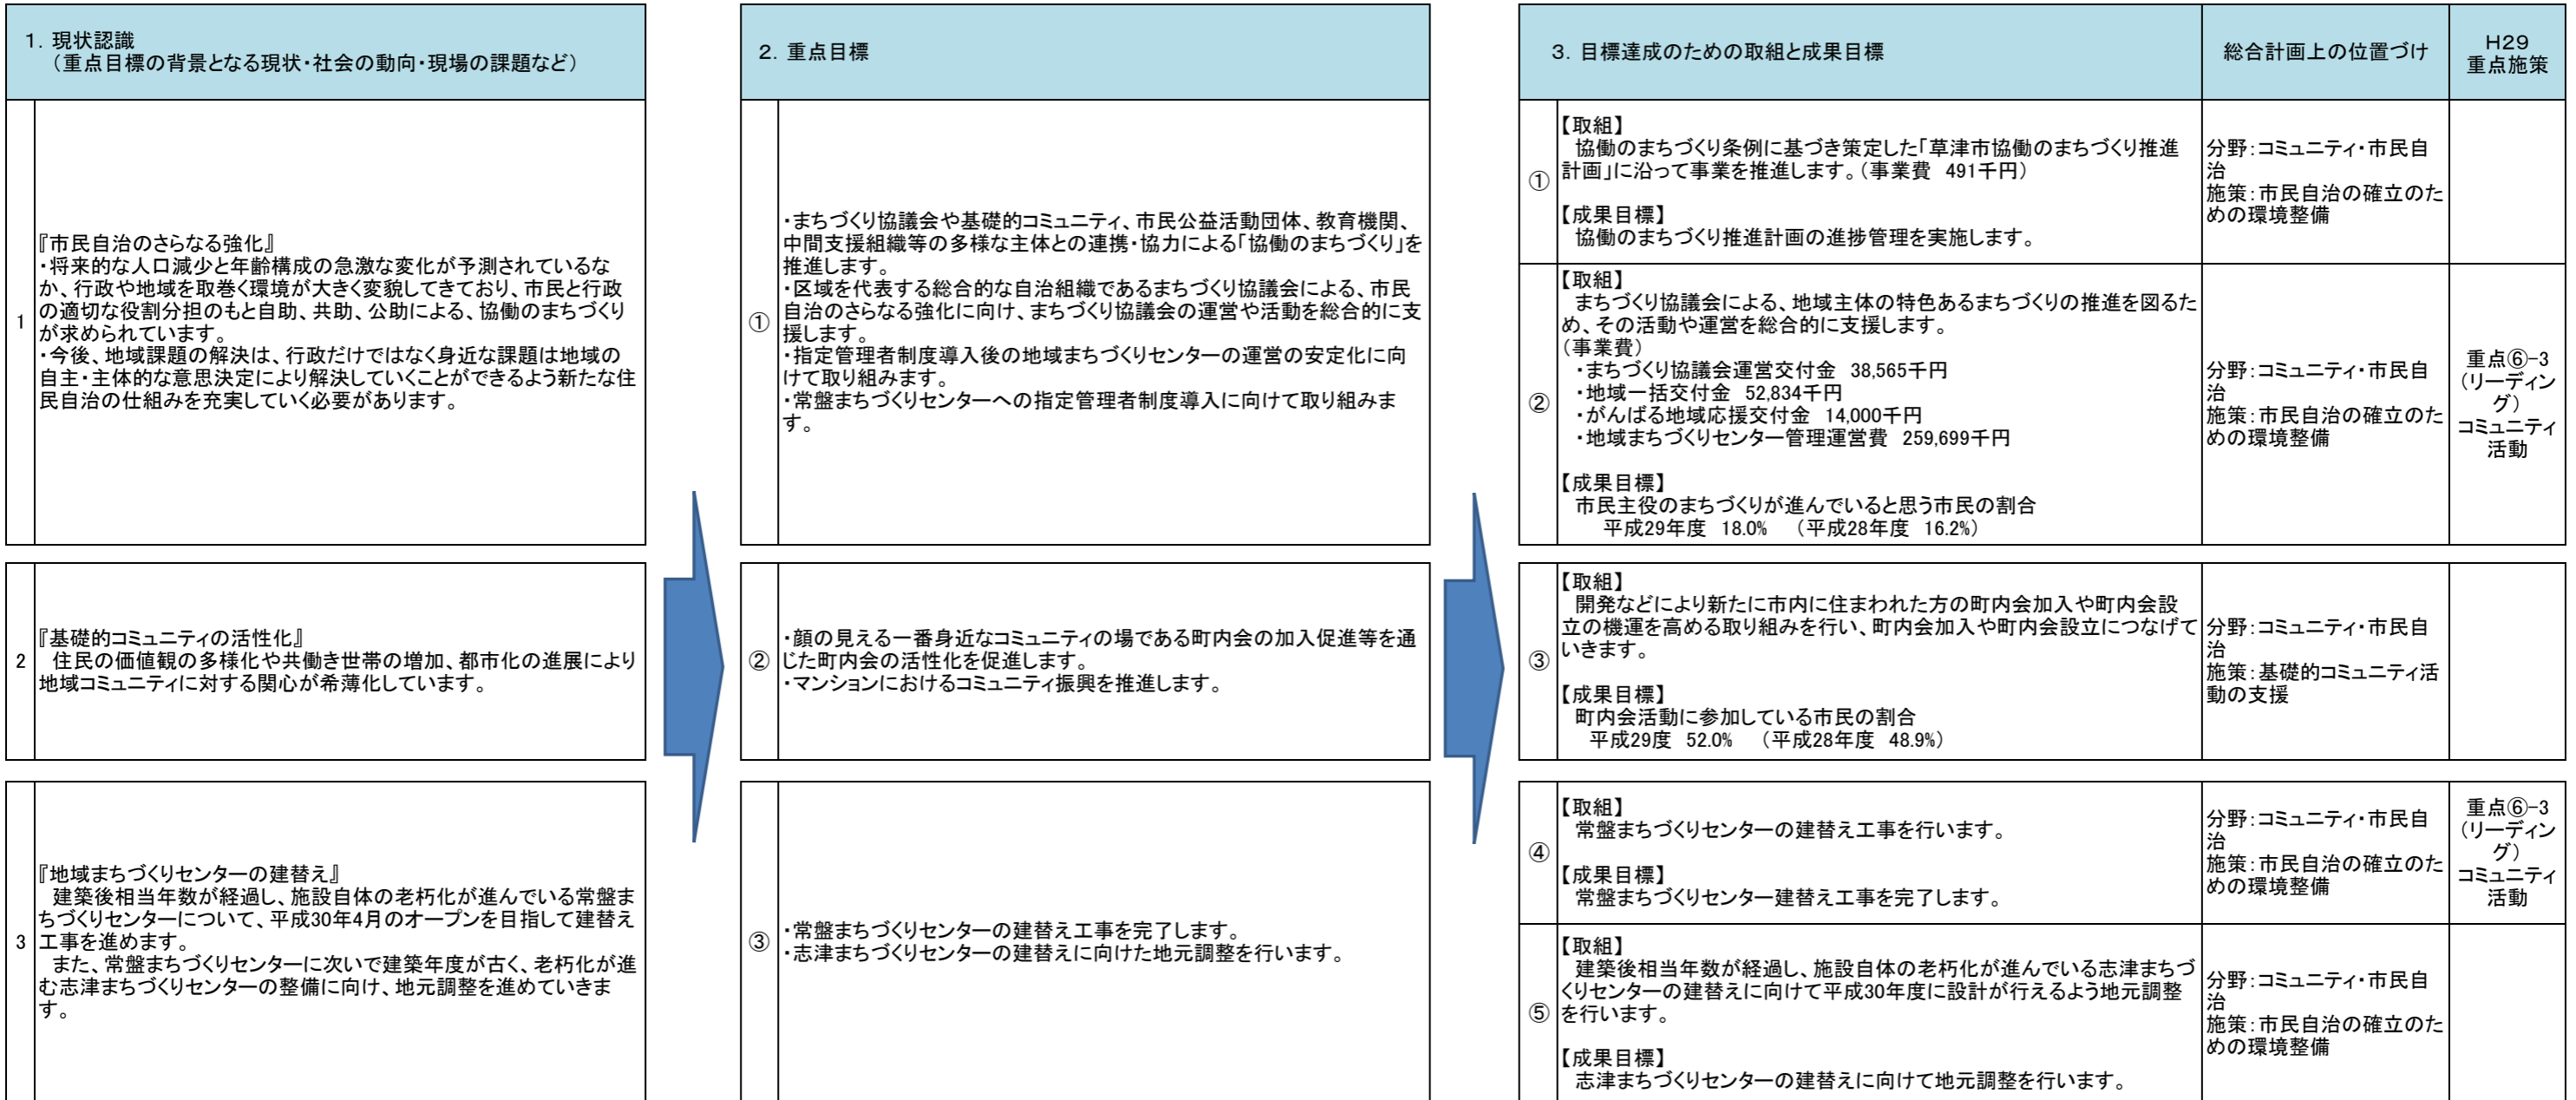 1．現状認識
（重点目標の背景となる現状・社会の動向・現場の課題など）
1
『市民自治のさらなる強化』
・将来的な人口減少と年齢構成の急激な変化が予測されているな
か、行政や地域を取巻く環境が大きく変貌してきており、市民と行政
の適切な役割分担のもと自助、共助、公助による、協働のまちづくり
が求められています。
・今後、地域課題の解決は、行政だけではなく身近な課題は地域の
自主・主体的な意思決定により解決していくことができるよう新たな住
民自治の仕組みを充実していく必要があります。
2
『基礎的コミュニティの活性化』
住民の価値観の多様化や共働き世帯の増加、都市化の進展により
地域コミュニティに対する関心が希薄化しています。
3
『地域まちづくりセンターの建替え』
建築後相当年数が経過し、施設自体の老朽化が進んでいる常盤ま
ちづくりセンターについて、平成30年4月のオープンを目指して建替え
工事を進めます。
また、常盤まちづくりセンターに次いで建築年度が古く、老朽化が進
む志津まちづくりセンターの整備に向け、地元調整を進めていきま
す。
2．重点目標
①
・まちづくり協議会や基礎的コミュニティ、市民公益活動団体、教育機関、
中間支援組織等の多様な主体との連携・協力による「協働のまちづくり」を
推進します。
・区域を代表する総合的な自治組織であるまちづくり協議会による、市民
自治のさらなる強化に向け、まちづくり協議会の運営や活動を総合的に支
援します。
・指定管理者制度導入後の地域まちづくりセンターの運営の安定化に向
けて取り組みます。
・常盤まちづくりセンターへの指定管理者制度導入に向けて取り組みま
す。
②
・顔の見える一番身近なコミュニティの場である町内会の加入促進等を通
じた町内会の活性化を促進します。
・マンションにおけるコミュニティ振興を推進します。
③
・常盤まちづくりセンターの建替え工事を完了します。
・志津まちづくりセンターの建替えに向けた地元調整を行います。
3．目標達成のための取組と成果目標
総合計画上の位置づけ
H29
重点施策
①
【取組】
協働のまちづくり条例に基づき策定した「草津市協働のまちづくり推進
計画」に沿って事業を推進します。（事業費　491千円）
【成果目標】
協働のまちづくり推進計画の進捗管理を実施します。
分野：コミュニティ・市民自
治
施策：市民自治の確立のた
めの環境整備
②
【取組】
まちづくり協議会による、地域主体の特色あるまちづくりの推進を図るた
め、その活動や運営を総合的に支援します。
（事業費）
・まちづくり協議会運営交付金　38,565千円
・地域一括交付金　52,834千円
・がんばる地域応援交付金　14,000千円
・地域まちづくりセンター管理運営費　259,699千円
【成果目標】
市民主役のまちづくりが進んでいると思う市民の割合
平成29年度　18.0%　（平成28年度　16.2%）
分野：コミュニティ・市民自
治
施策：市民自治の確立のた
めの環境整備
重点⑥-3
（リーディン
グ）
コミュニティ
活動
③
【取組】
開発などにより新たに市内に住まわれた方の町内会加入や町内会設
立の機運を高める取り組みを行い、町内会加入や町内会設立につなげて
いきます。
【成果目標】
町内会活動に参加している市民の割合
平成29度　52.0%　（平成28年度　48.9%）
分野：コミュニティ・市民自
治
施策：基礎的コミュニティ活
動の支援
④
【取組】
常盤まちづくりセンターの建替え工事を行います。
【成果目標】
常盤まちづくりセンター建替え工事を完了します。
分野：コミュニティ・市民自
治
施策：市民自治の確立のた
めの環境整備
重点⑥-3
（リーディン
グ）
コミュニティ
活動
⑤
【取組】
建築後相当年数が経過し、施設自体の老朽化が進んでいる志津まちづ
くりセンターの建替えに向けて平成30年度に設計が行えるよう地元調整
を行います。
【成果目標】
志津まちづくりセンターの建替えに向けて地元調整を行います。
分野：コミュニティ・市民自
治
施策：市民自治の確立のた
めの環境整備